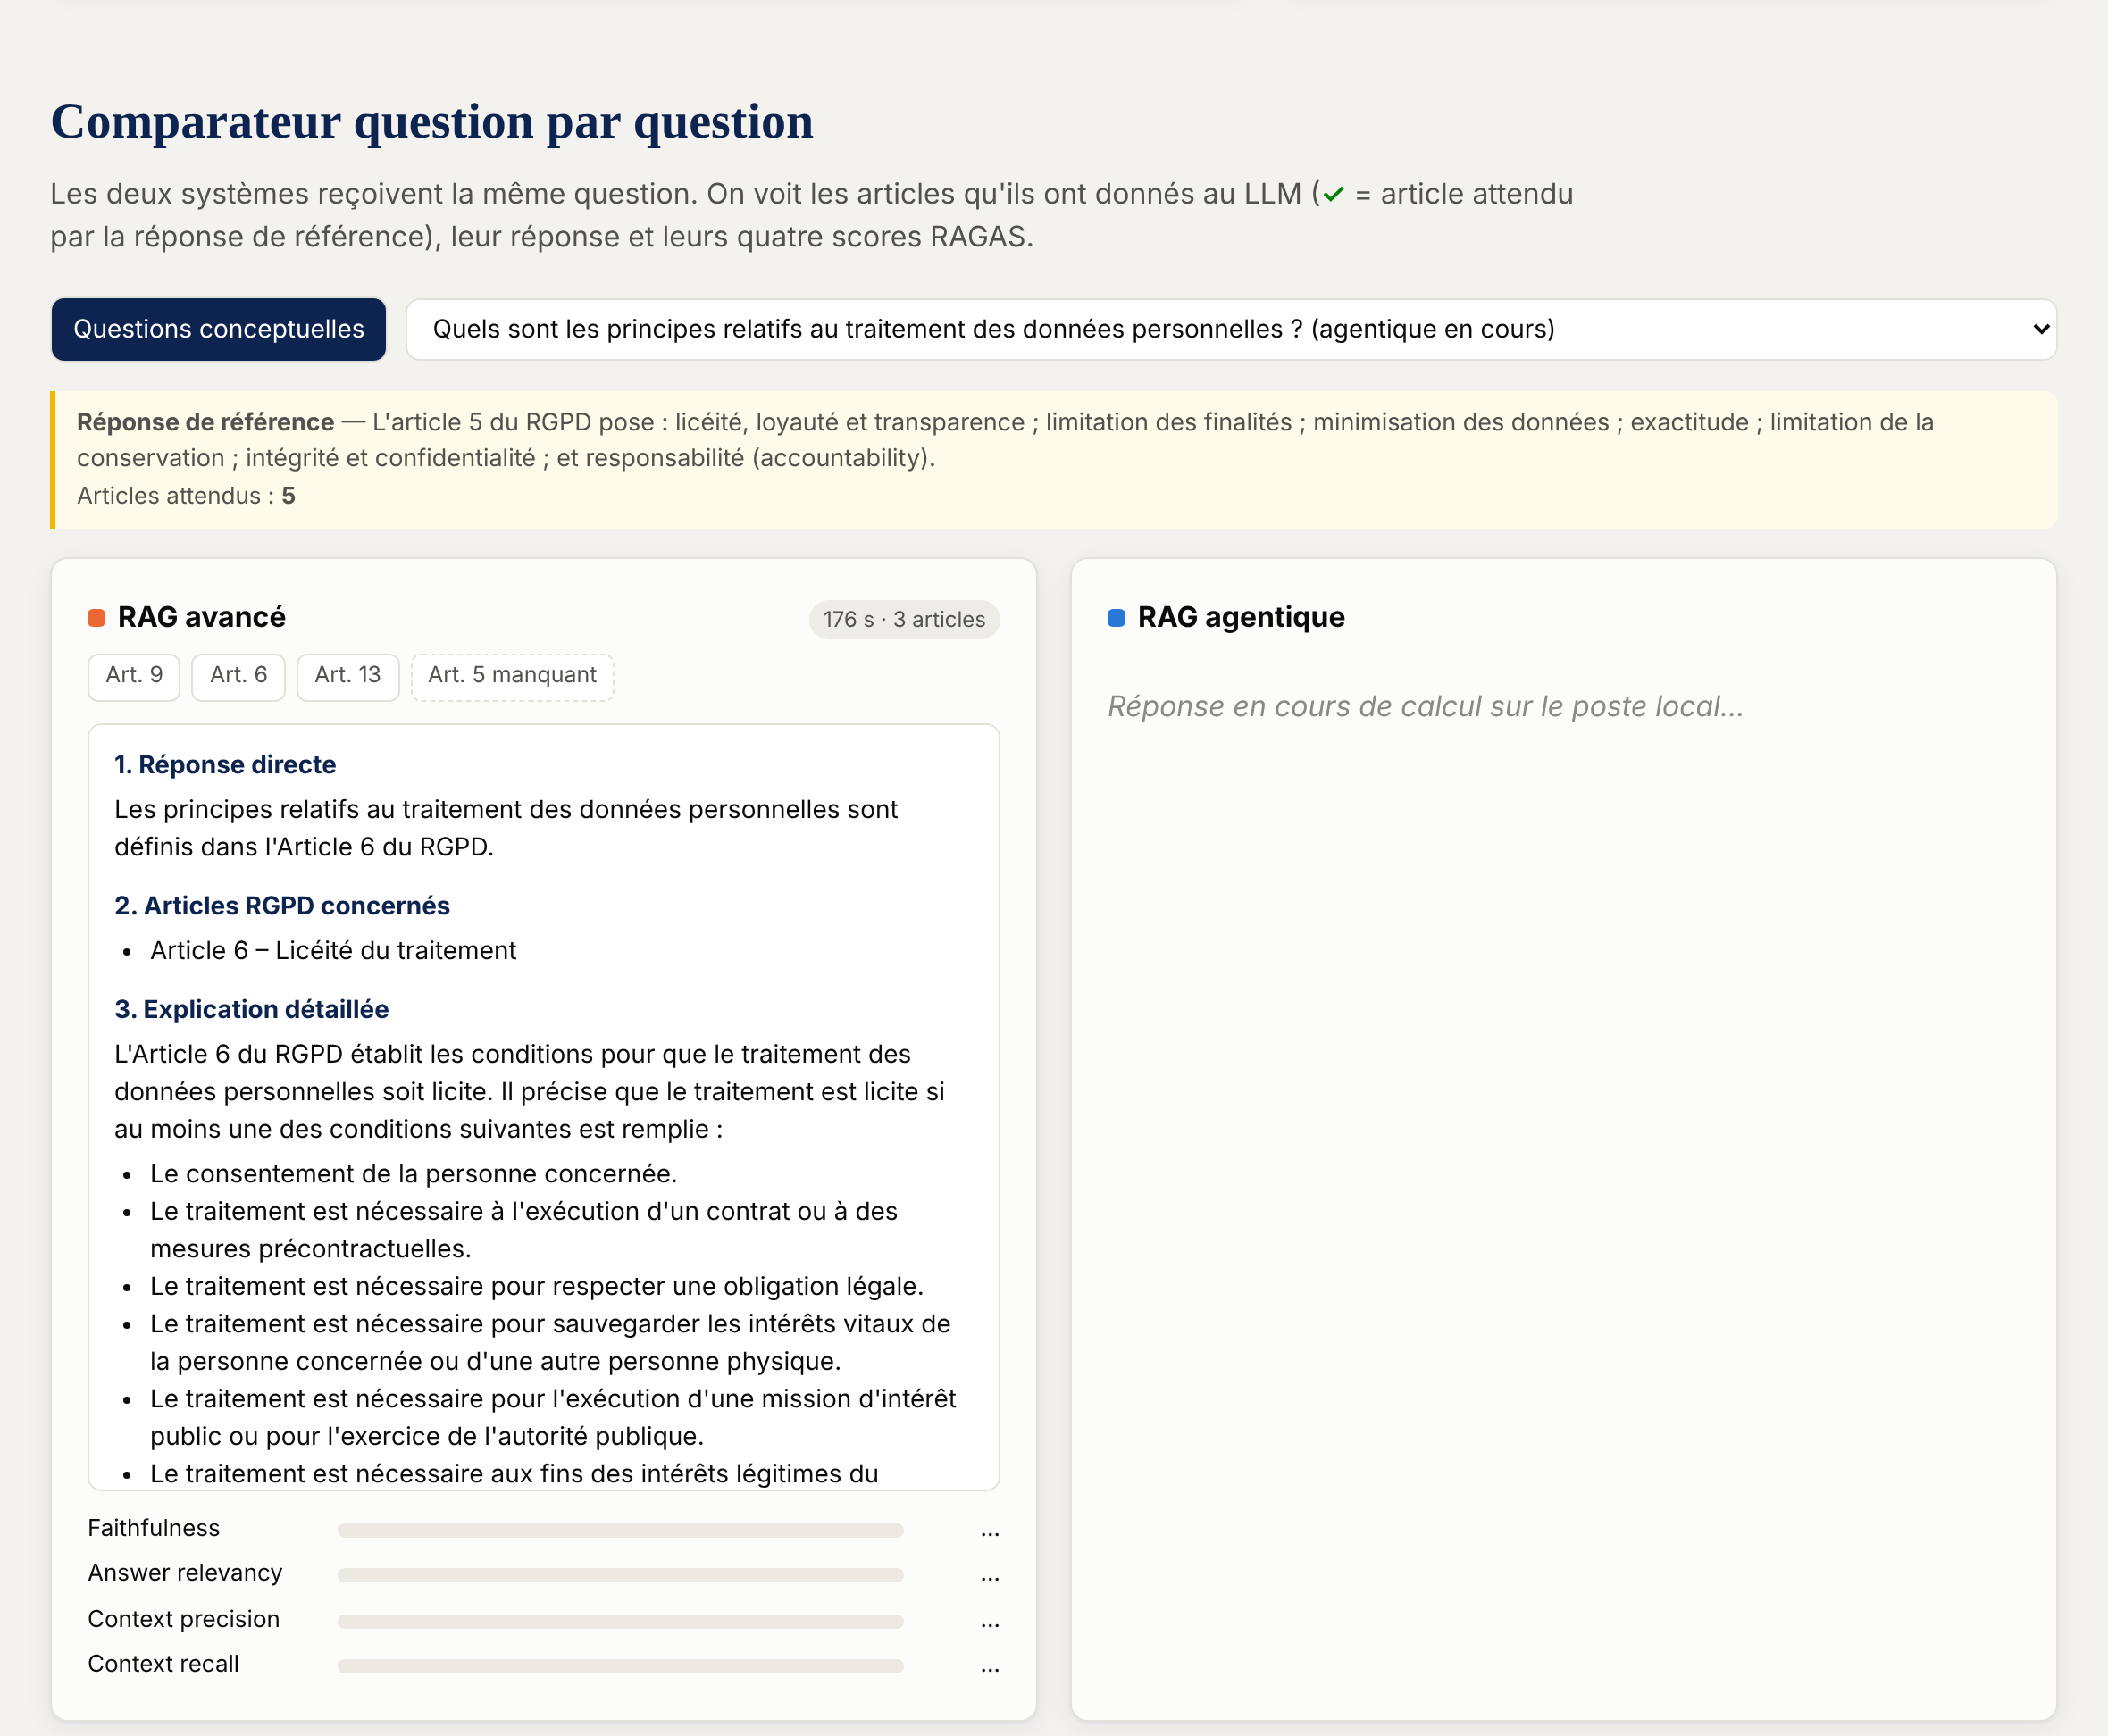 Comparateur question par question
Les deux systèmes reçoivent la même question. On voit les articles qu'ils ont donnés au LLM (✓ = article attendu
par la réponse de référence), leur réponse et leurs quatre scores RAGAS.
Questions conceptuelles
Quels sont les principes relatifs au traitement des données personnelles ? (agentique en cours)
Réponse de référence — L'article 5 du RGPD pose : licéité, loyauté et transparence ; limitation des finalités ; minimisation des données ; exactitude ; limitation de la
conservation ; intégrité et confidentialité ; et responsabilité (accountability).
Articles attendus : 5
RAG avancé
176 s · 3 articles
Art. 9
Art. 6
Art. 13
Art. 5 manquant
1. Réponse directe
Les principes relatifs au traitement des données personnelles sont
définis dans l'Article 6 du RGPD.
2. Articles RGPD concernés
• Article 6 – Licéité du traitement
3. Explication détaillée
L'Article 6 du RGPD établit les conditions pour que le traitement des
données personnelles soit licite. Il précise que le traitement est licite si
au moins une des conditions suivantes est remplie :
• Le consentement de la personne concernée.
• Le traitement est nécessaire à l'exécution d'un contrat ou à des
mesures précontractuelles.
• Le traitement est nécessaire pour respecter une obligation légale.
• Le traitement est nécessaire pour sauvegarder les intérêts vitaux de
la personne concernée ou d'une autre personne physique.
• Le traitement est nécessaire pour l'exécution d'une mission d'intérêt
public ou pour l'exercice de l'autorité publique.
• Le traitement est nécessaire aux fins des intérêts légitimes du
Faithfulness ...
Answer relevancy ...
Context precision ...
Context recall ...
RAG agentique
Réponse en cours de calcul sur le poste local...